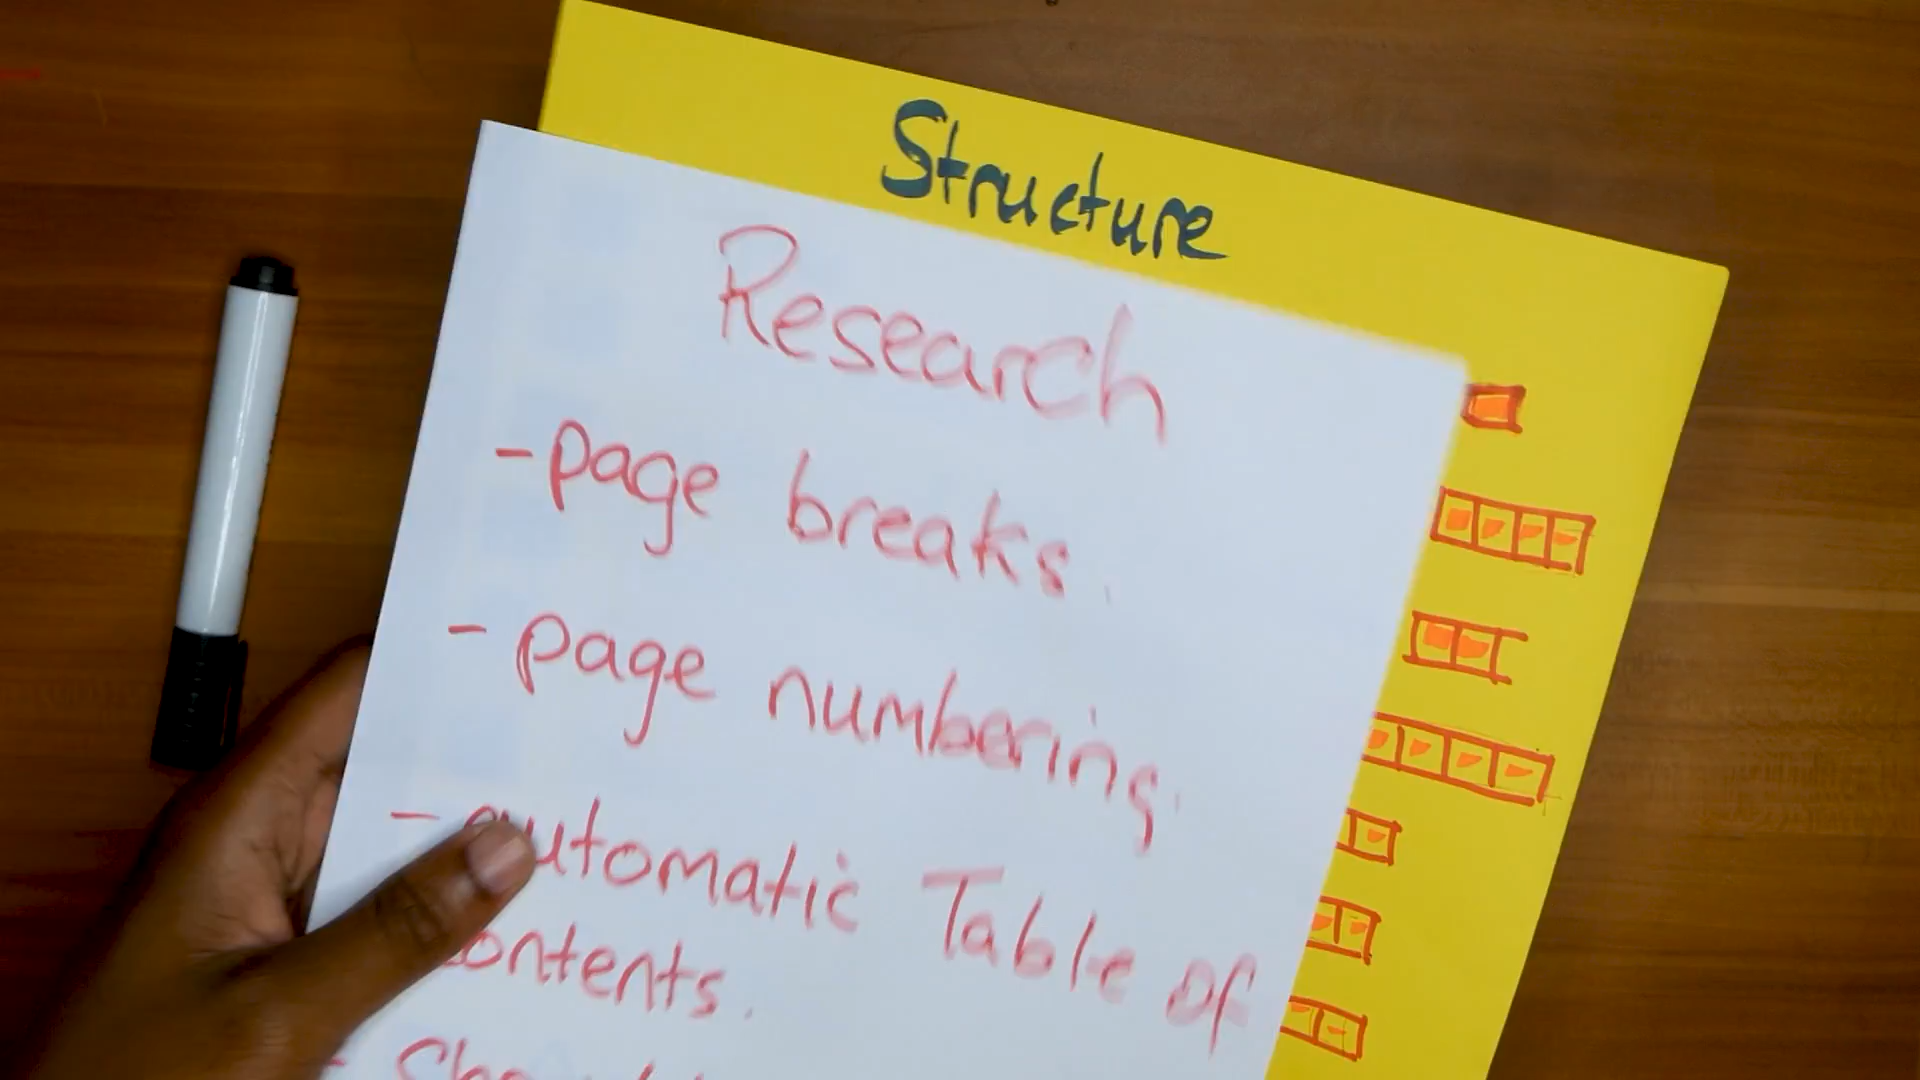 Structure
Research
- page breaks.
- page numbering.
- automatic Table of
contents.